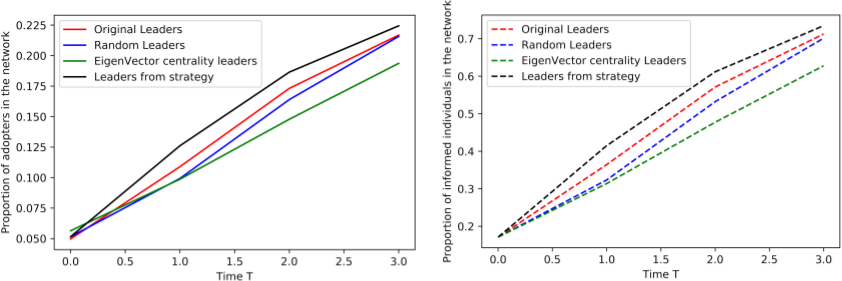 Proportion of adopters in the network
0.225
0.200
0.175
0.150
0.125
0.100
0.075
0.050
Original Leaders
Random Leaders
EigenVector centrality leaders
Leaders from strategy
0.0 0.5 1.0 1.5 2.0 2.5 3.0
Time T
Proportion of informed individuals in the network
0.7
0.6
0.5
0.4
0.3
0.2
Original Leaders
Random Leaders
EigenVector centrality Leaders
Leaders from strategy
0.0 0.5 1.0 1.5 2.0 2.5 3.0
Time T